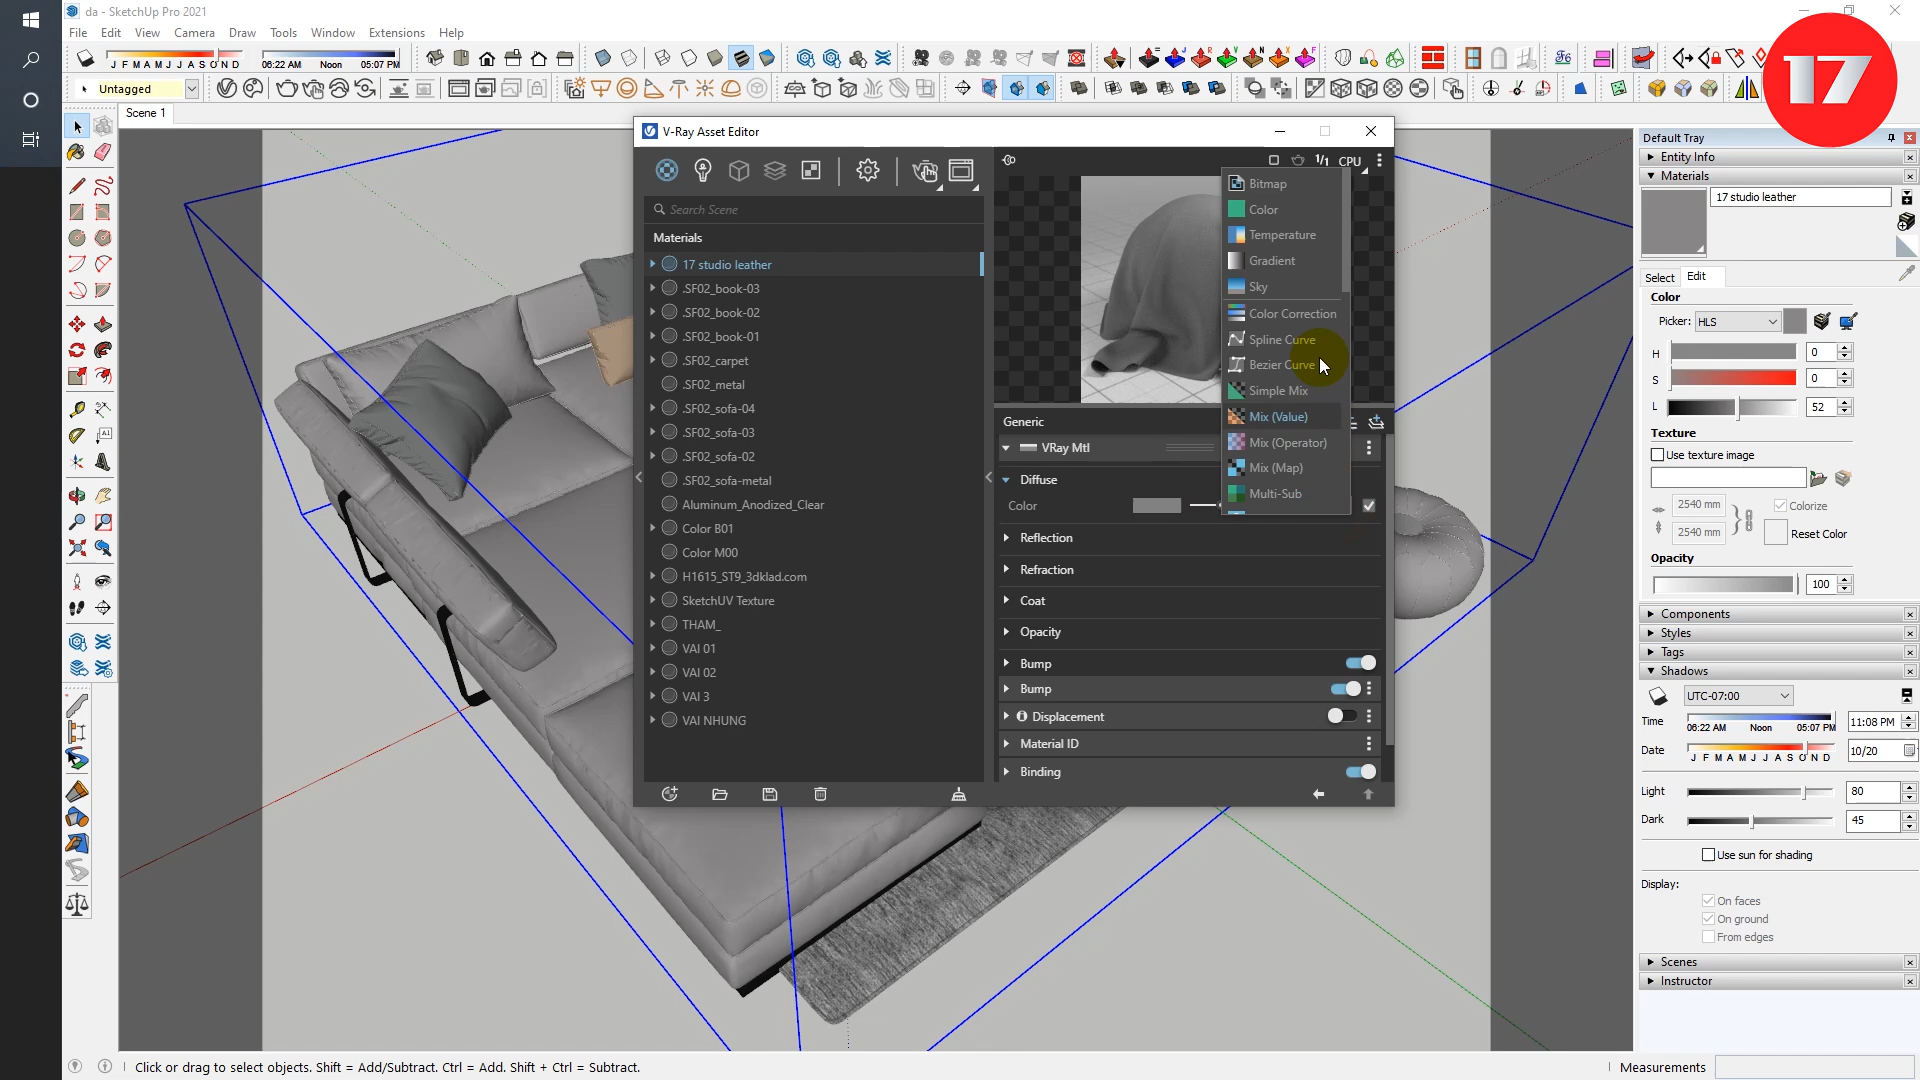 da - SketchUp Pro 2021
File Edit View Camera Draw Tools Window Extensions Help
J F M A M J J A S O N D
06:22 AM Noon 05:07 PM
Untagged
17
Scene 1
V-Ray Asset Editor
1/1 CPU
Search Scene
Materials
17 studio leather
.SF02_book-03
.SF02_book-02
.SF02_book-01
.SF02_carpet
.SF02_metal
.SF02_sofa-04
.SF02_sofa-03
.SF02_sofa-02
.SF02_sofa-metal
Aluminum_Anodized_Clear
Color B01
Color M00
H1615_ST9_3dklad.com
SketchUV Texture
THAM_
VAI 01
VAI 02
VAI 3
VAI NHUNG
Bitmap
Color
Temperature
Gradient
Sky
Color Correction
Spline Curve
Bezier Curve
Simple Mix
Mix (Value)
Mix (Operator)
Mix (Map)
Multi-Sub
Generic
VRay Mtl
Diffuse
Color
Reflection
Refraction
Coat
Opacity
Bump
Bump
Displacement
Material ID
Binding
Default Tray
Entity Info
Materials
17 studio leather
Select Edit
Color
Picker: HLS
H 0
S 0
L 52
Texture
Use texture image
2540 mm
Colorize
2540 mm
Reset Color
Opacity
100
Components
Styles
Tags
Shadows
UTC-07:00
Time 06:22 AM Noon 05:07 PM 11:08 PM
Date J F M A M J J A S O N D 10/20
Light 80
Dark 45
Use sun for shading
Display:
On faces
On ground
From edges
Scenes
Instructor
Click or drag to select objects. Shift = Add/Subtract. Ctrl = Add. Shift + Ctrl = Subtract.
Measurements